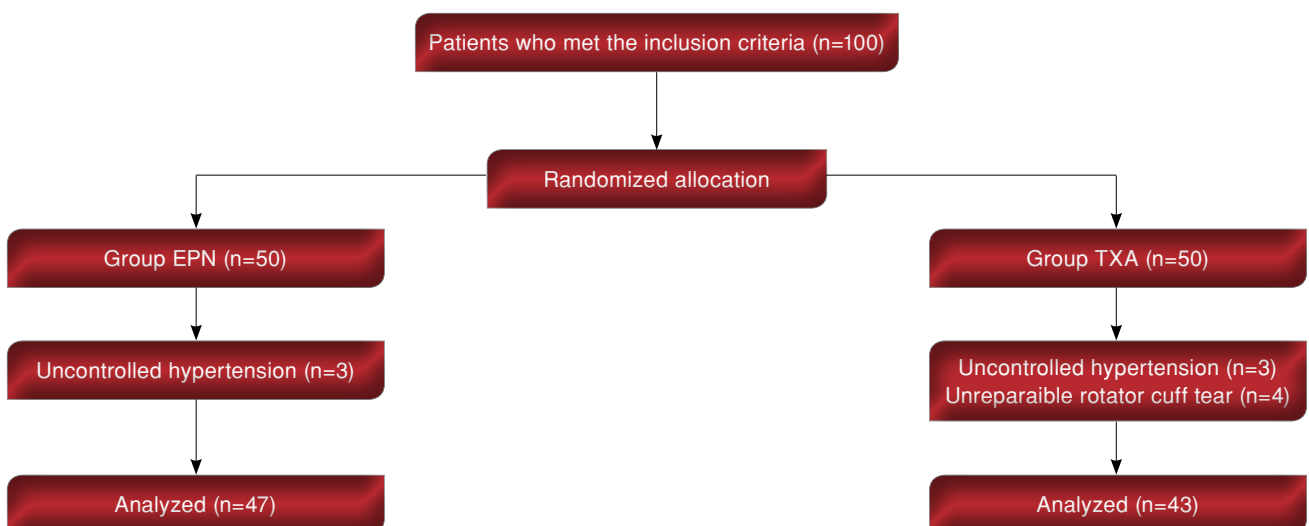 Patients who met the inclusion criteria (n=100)
Randomized allocation
Group EPN (n=50)
Group TXA (n=50)
Uncontrolled hypertension (n=3)
Uncontrolled hypertension (n=3)
Unreparaible rotator cuff tear (n=4)
Analyzed (n=47)
Analyzed (n=43)